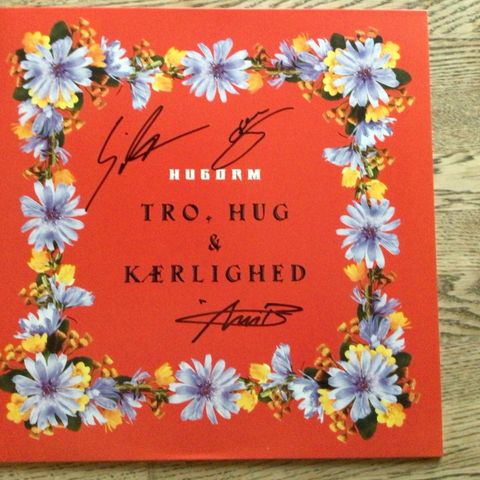 HUGORM
TRO, HUG
&
KÆRLIGHED